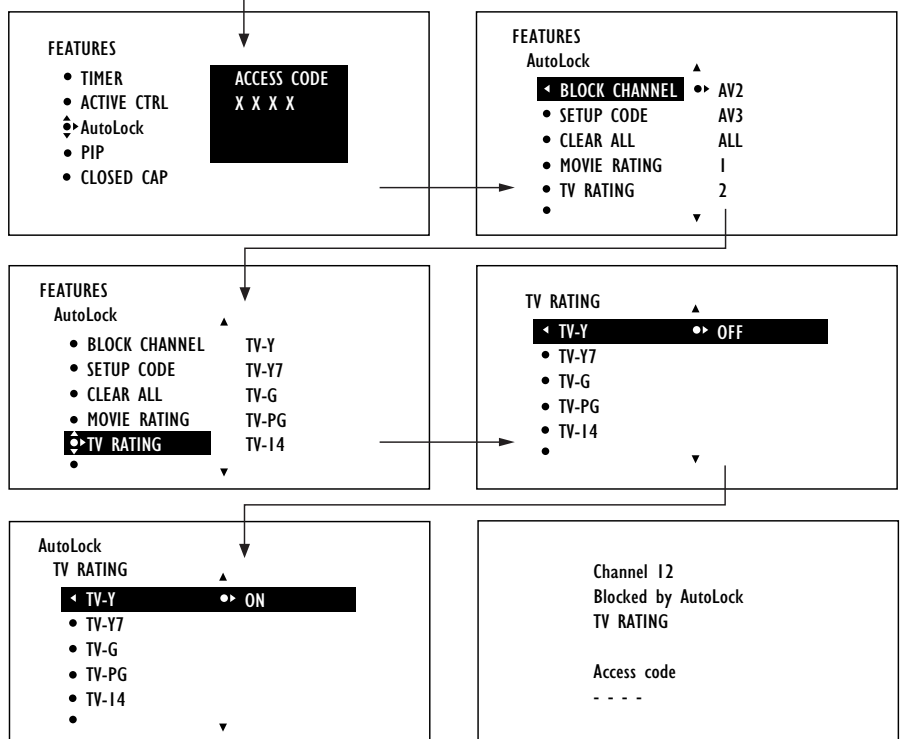 FEATURES
TIMER
ACTIVE CTRL
AutoLock
PIP
CLOSED CAP
ACCESS CODE
X X X X
FEATURES
AutoLock
BLOCK CHANNEL AV2
SETUP CODE AV3
CLEAR ALL ALL
MOVIE RATING 1
TV RATING 2
FEATURES
AutoLock
BLOCK CHANNEL TV-Y
SETUP CODE TV-Y7
CLEAR ALL TV-G
MOVIE RATING TV-PG
TV RATING TV-14
TV RATING
TV-Y OFF
TV-Y7
TV-G
TV-PG
TV-14
AutoLock
TV RATING
TV-Y ON
TV-Y7
TV-G
TV-PG
TV-14
Channel 12
Blocked by AutoLock
TV RATING
Access code
- - - -